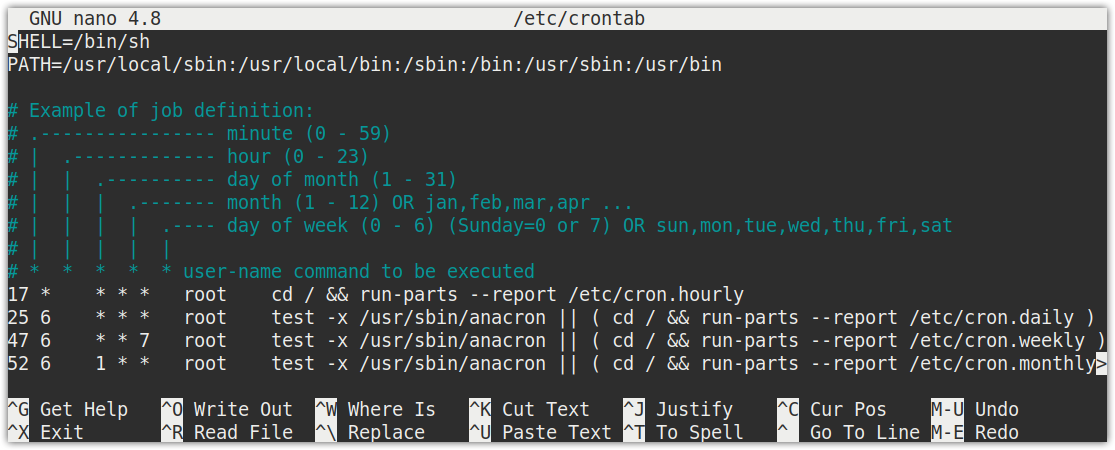 GNU nano 4.8 /etc/crontab
SHELL=/bin/sh
PATH=/usr/local/sbin:/usr/local/bin:/sbin:/bin:/usr/sbin:/usr/bin
# Example of job definition:
# .---------------- minute (0 - 59)
# |  .------------- hour (0 - 23)
# |  |  .---------- day of month (1 - 31)
# |  |  |  .------- month (1 - 12) OR jan,feb,mar,apr ...
# |  |  |  |  .---- day of week (0 - 6) (Sunday=0 or 7) OR sun,mon,tue,wed,thu,fri,sat
# |  |  |  |  |
# *  *  *  *  * user-name command to be executed
17 *    * * *   root    cd / && run-parts --report /etc/cron.hourly
25 6    * * *   root    test -x /usr/sbin/anacron || ( cd / && run-parts --report /etc/cron.daily )
47 6    * * 7   root    test -x /usr/sbin/anacron || ( cd / && run-parts --report /etc/cron.weekly )
52 6    1 * *   root    test -x /usr/sbin/anacron || ( cd / && run-parts --report /etc/cron.monthly>
^G Get Help   ^O Write Out  ^W Where Is   ^K Cut Text   ^J Justify    ^C Cur Pos    M-U Undo
^X Exit       ^R Read File  ^\ Replace    ^U Paste Text ^T To Spell   ^  Go To Line M-E Redo